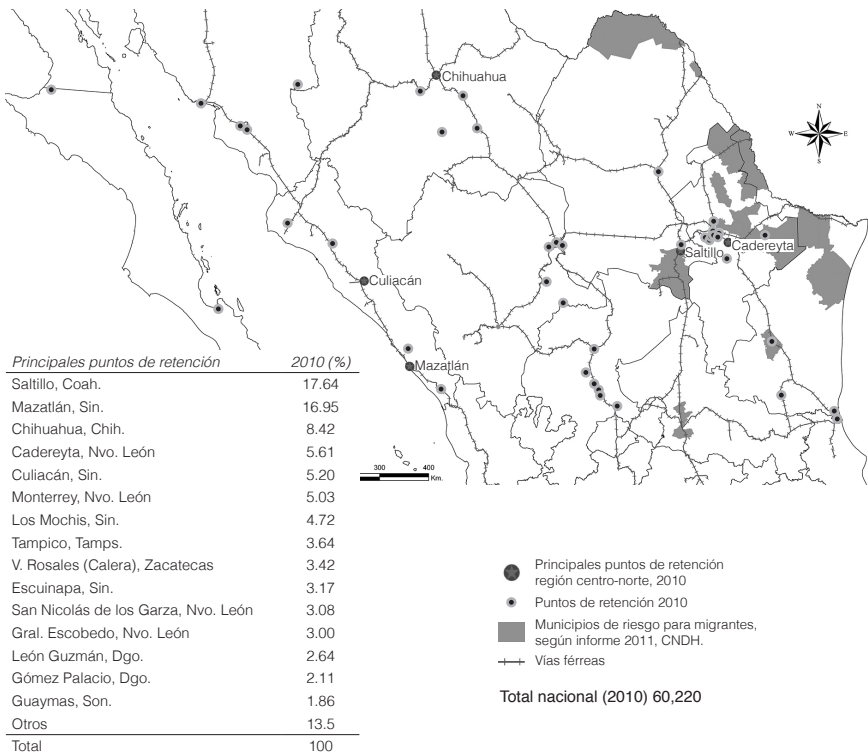 Chihuahua
N
W E
S
Cadereyta
Saltillo
Culiacán
Mazatlán
300 400
Km.
Principales puntos de retención 2010 (%)
Saltillo, Coah. 17.64
Mazatlán, Sin. 16.95
Chihuahua, Chih. 8.42
Cadereyta, Nvo. León 5.61
Culiacán, Sin. 5.20
Monterrey, Nvo. León 5.03
Los Mochis, Sin. 4.72
Tampico, Tamps. 3.64
V. Rosales (Calera), Zacatecas 3.42
Escuinapa, Sin. 3.17
San Nicolás de los Garza, Nvo. León 3.08
Gral. Escobedo, Nvo. León 3.00
León Guzmán, Dgo. 2.64
Gómez Palacio, Dgo. 2.11
Guaymas, Son. 1.86
Otros 13.5
Total 100
Principales puntos de retención
región centro-norte, 2010
Puntos de retención 2010
Municipios de riesgo para migrantes,
según informe 2011, CNDH.
Vías férreas
Total nacional (2010) 60,220